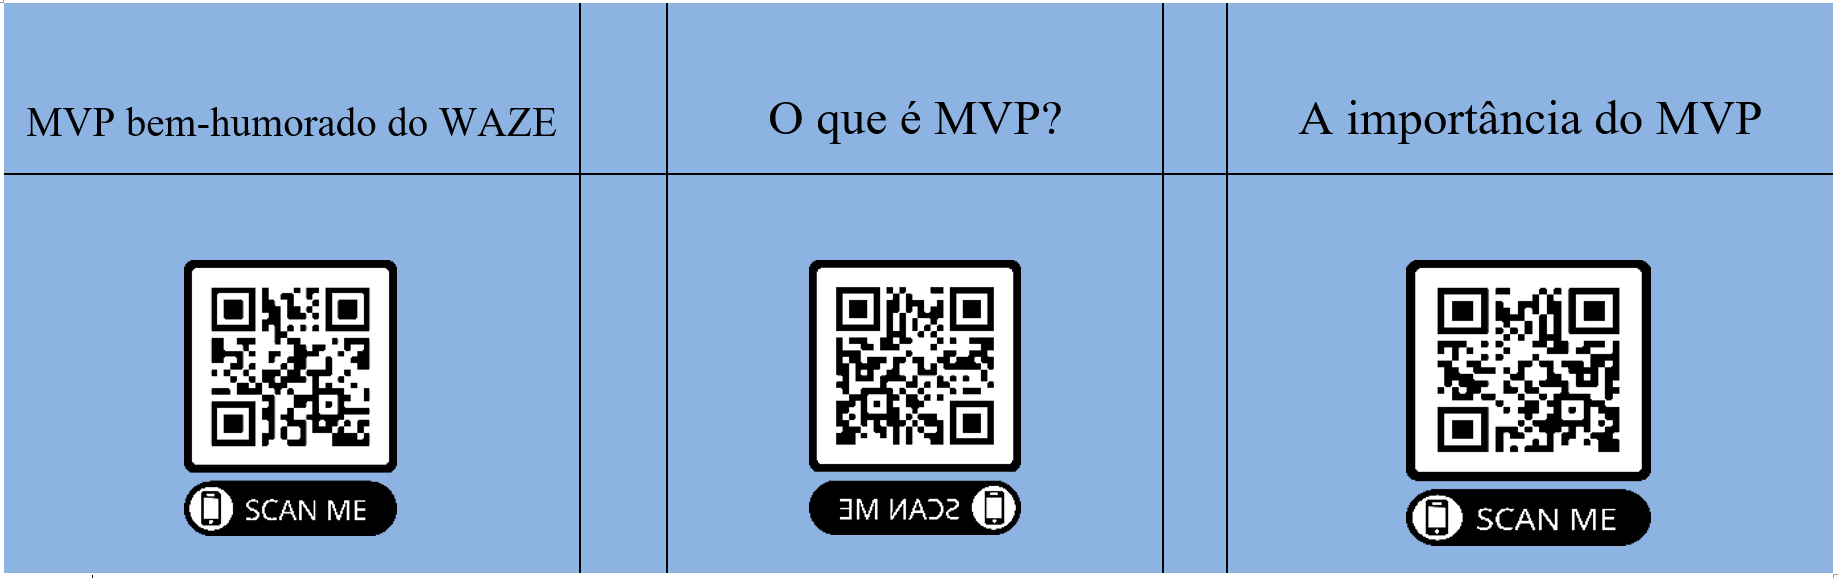 MVP bem-humorado do WAZE
O que é MVP?
A importância do MVP
SCAN ME
SCAN ME
SCAN ME